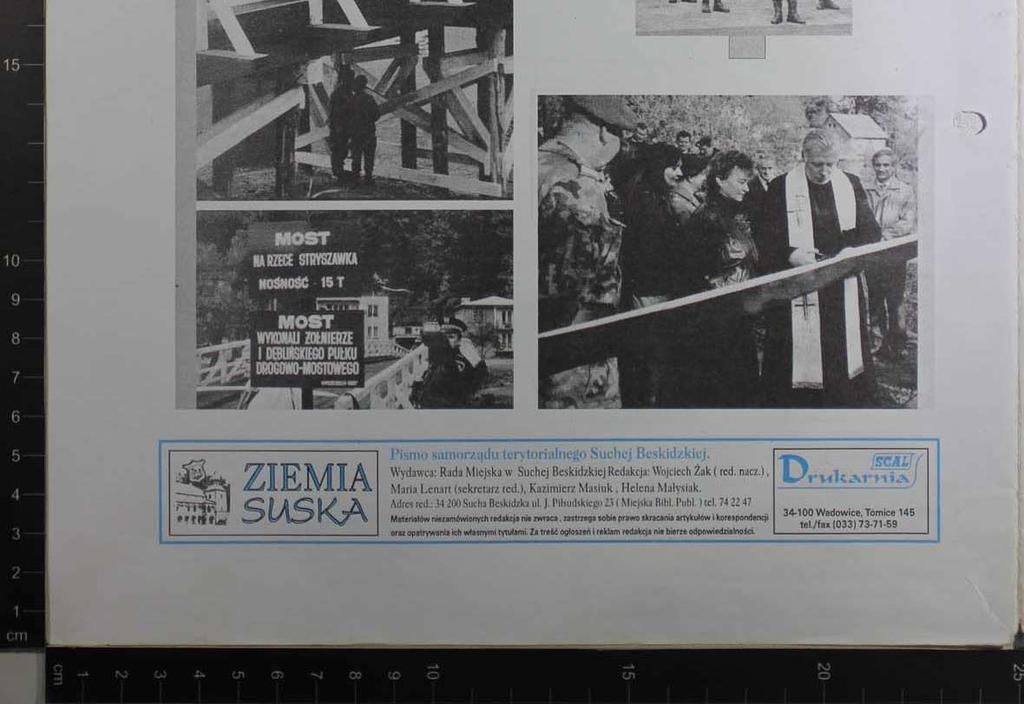 MOST
NA RZECE STRYSZAWKA
NOŚNOŚĆ - 15 T
MOST
WYKONALI ŻOŁNIERZE
I DĘBLIŃSKIEGO PUŁKU
DROGOWO-MOSTOWEGO
ZIEMIA
SUSKA
Pismo samorządu terytorialnego Suchej Beskidzkiej.
Wydawca: Rada Miejska w Suchej Beskidzkiej Redakcja: Wojciech Żak ( red. nacz.) ,
Maria Lenart (sekretarz red.), Kazimierz Masiuk , Helena Małysiak.
Adres red.: 34 200 Sucha Beskidzka ul. J. Piłsudskiego 23 ( Miejska Bibl. Publ. ) tel. 74 22 47
Materiałów niezamówionych redakcja nie zwraca , zastrzega sobie prawo skracania artykułów i korespondencji
oraz opatrywania ich własnymi tytułami. Za treść ogłoszeń i reklam redakcja nie bierze odpowiedzialności.
SCAL
Drukarnia
34-100 Wadowice, Tomice 145
tel./fax (033) 73-71-59
15
10
9
8
7
6
5
4
3
2
1
cm
cm 1 2 3 4 5 6 7 8 9 10 15 20 25